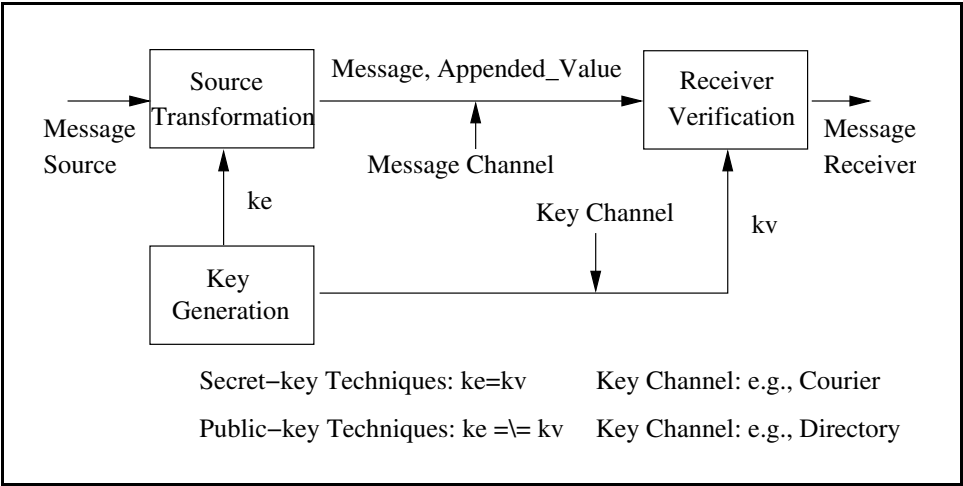 Source
Transformation
Message, Appended_Value
Receiver
Verification
Message
Source
Message Channel
Message
Receiver
ke
Key Channel
kv
Key
Generation
Secret−key Techniques: ke=kv
Key Channel: e.g., Courier
Public−key Techniques: ke =\= kv
Key Channel: e.g., Directory